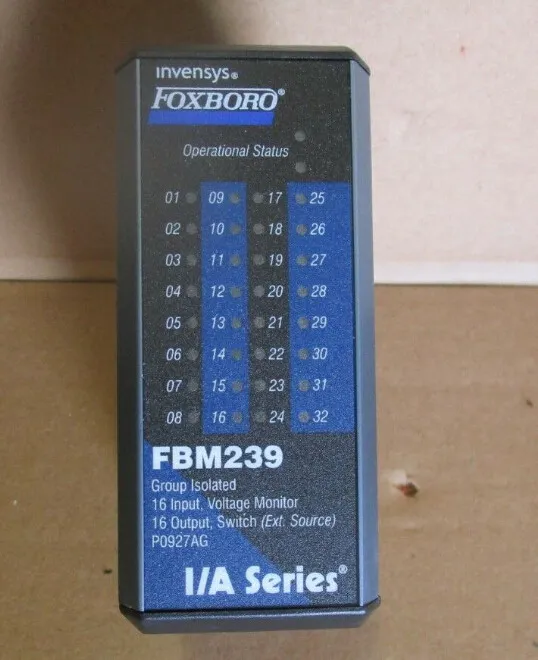 invensys®
FOXBORO®
Operational Status
01 09 17 25
02 10 18 26
03 11 19 27
04 12 20 28
05 13 21 29
06 14 22 30
07 15 23 31
08 16 24 32
FBM239
Group Isolated
16 Input, Voltage Monitor
16 Output, Switch (Ext. Source)
P0927AG
I/A Series®